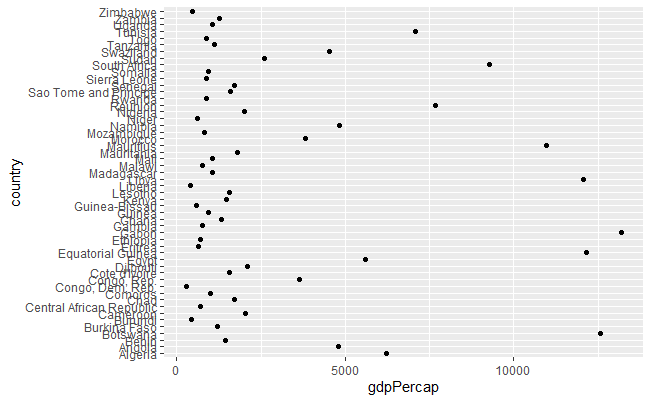 Zimbabwe
Zambia
Uganda
Tunisia
Togo
Tanzania
Swaziland
Sudan
South Africa
Somalia
Sierra Leone
Senegal
Sao Tome and Principe
Rwanda
Reunion
Nigeria
Niger
Namibia
Mozambique
Morocco
Mauritius
Mauritania
Mali
Malawi
Madagascar
Libya
Liberia
Lesotho
Kenya
Guinea-Bissau
Guinea
Ghana
Gambia
Gabon
Ethiopia
Eritrea
Equatorial Guinea
Egypt
Djibouti
Cote d'Ivoire
Congo, Rep.
Congo, Dem. Rep.
Comoros
Chad
Central African Republic
Cameroon
Burundi
Burkina Faso
Botswana
Benin
Angola
Algeria
country
0 5000 10000
gdpPercap